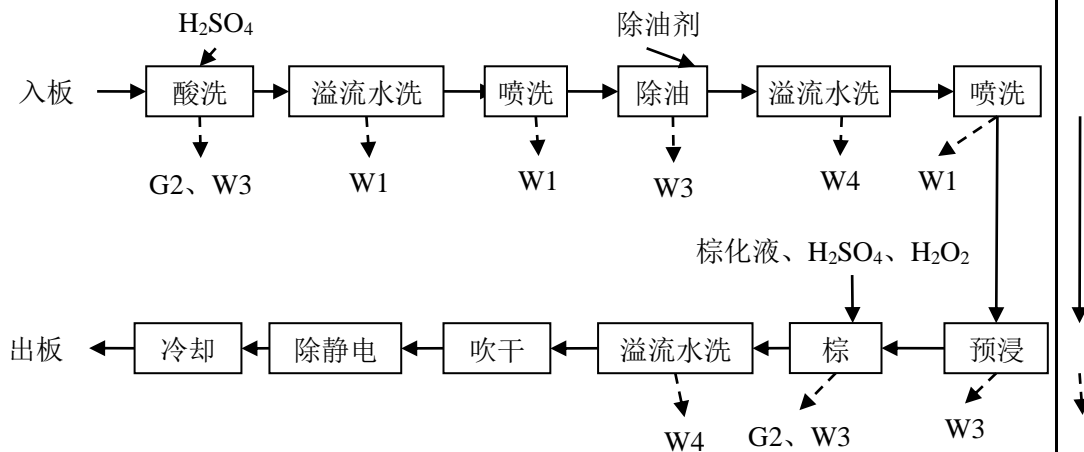 H₂SO₄ 除油剂
入板 酸洗 溢流水洗 喷洗 除油 溢流水洗 喷洗
G2、W3 W1 W1 W3 W4 W1
棕化液、H₂SO₄、H₂O₂
出板 冷却 除静电 吹干 溢流水洗 棕 预浸
W4 G2、W3 W3